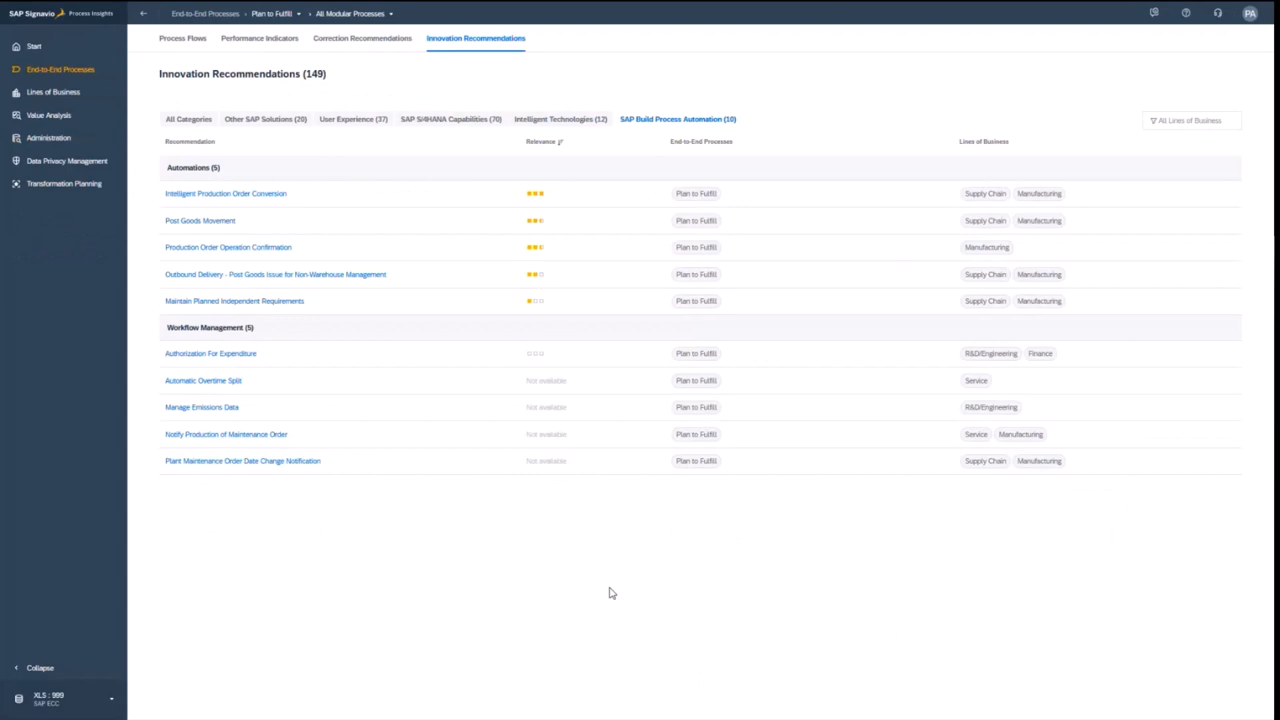 SAP Signavio Process Insights
End-to-End Processes › Plan to Fulfill › All Modular Processes
PA
Start
End-to-End Processes
Lines of Business
Value Analysis
Administration
Data Privacy Management
Transformation Planning
Process Flows Performance Indicators Correction Recommendations Innovation Recommendations
Innovation Recommendations (149)
All Categories Other SAP Solutions (20) User Experience (37) SAP S/4HANA Capabilities (70) Intelligent Technologies (12) SAP Build Process Automation (10) All Lines of Business
Recommendation Relevance End-to-End Processes Lines of Business
Automations (5)
Intelligent Production Order Conversion Plan to Fulfill Supply Chain Manufacturing
Post Goods Movement Plan to Fulfill Supply Chain Manufacturing
Production Order Operation Confirmation Plan to Fulfill Manufacturing
Outbound Delivery - Post Goods Issue for Non-Warehouse Management Plan to Fulfill Supply Chain Manufacturing
Maintain Planned Independent Requirements Plan to Fulfill Supply Chain Manufacturing
Workflow Management (5)
Authorization For Expenditure Plan to Fulfill R&D/Engineering Finance
Automatic Overtime Split Not available Plan to Fulfill Service
Manage Emissions Data Not available Plan to Fulfill R&D/Engineering
Notify Production of Maintenance Order Not available Plan to Fulfill Service Manufacturing
Plant Maintenance Order Date Change Notification Not available Plan to Fulfill Supply Chain Manufacturing
Collapse
XLS : 999
SAP ECC